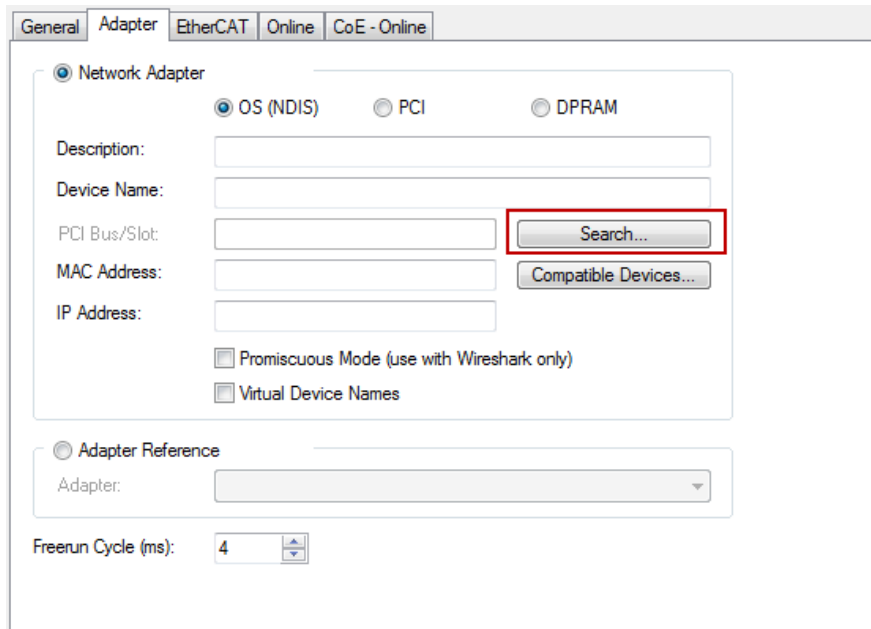 General Adapter EtherCAT Online CoE - Online
Network Adapter
OS (NDIS) PCI DPRAM
Description:
Device Name:
PCI Bus/Slot: Search...
MAC Address: Compatible Devices...
IP Address:
Promiscuous Mode (use with Wireshark only)
Virtual Device Names
Adapter Reference
Adapter:
Freerun Cycle (ms): 4